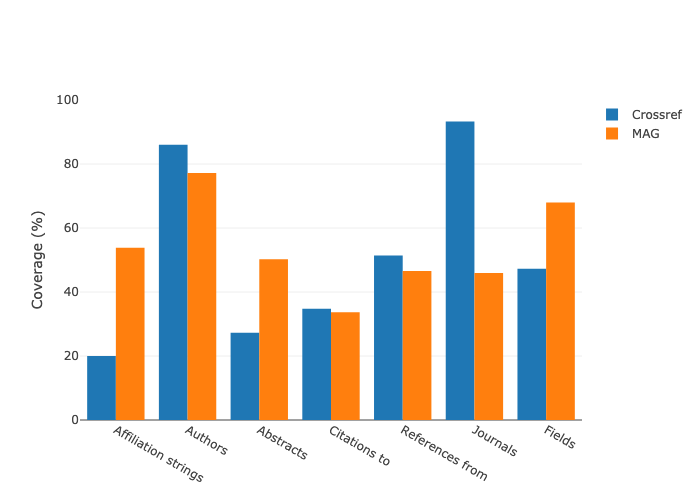 100
80
60
40
20
0
Coverage (%)
Affiliation strings
Authors
Abstracts
Citations to
References from
Journals
Fields
Crossref
MAG